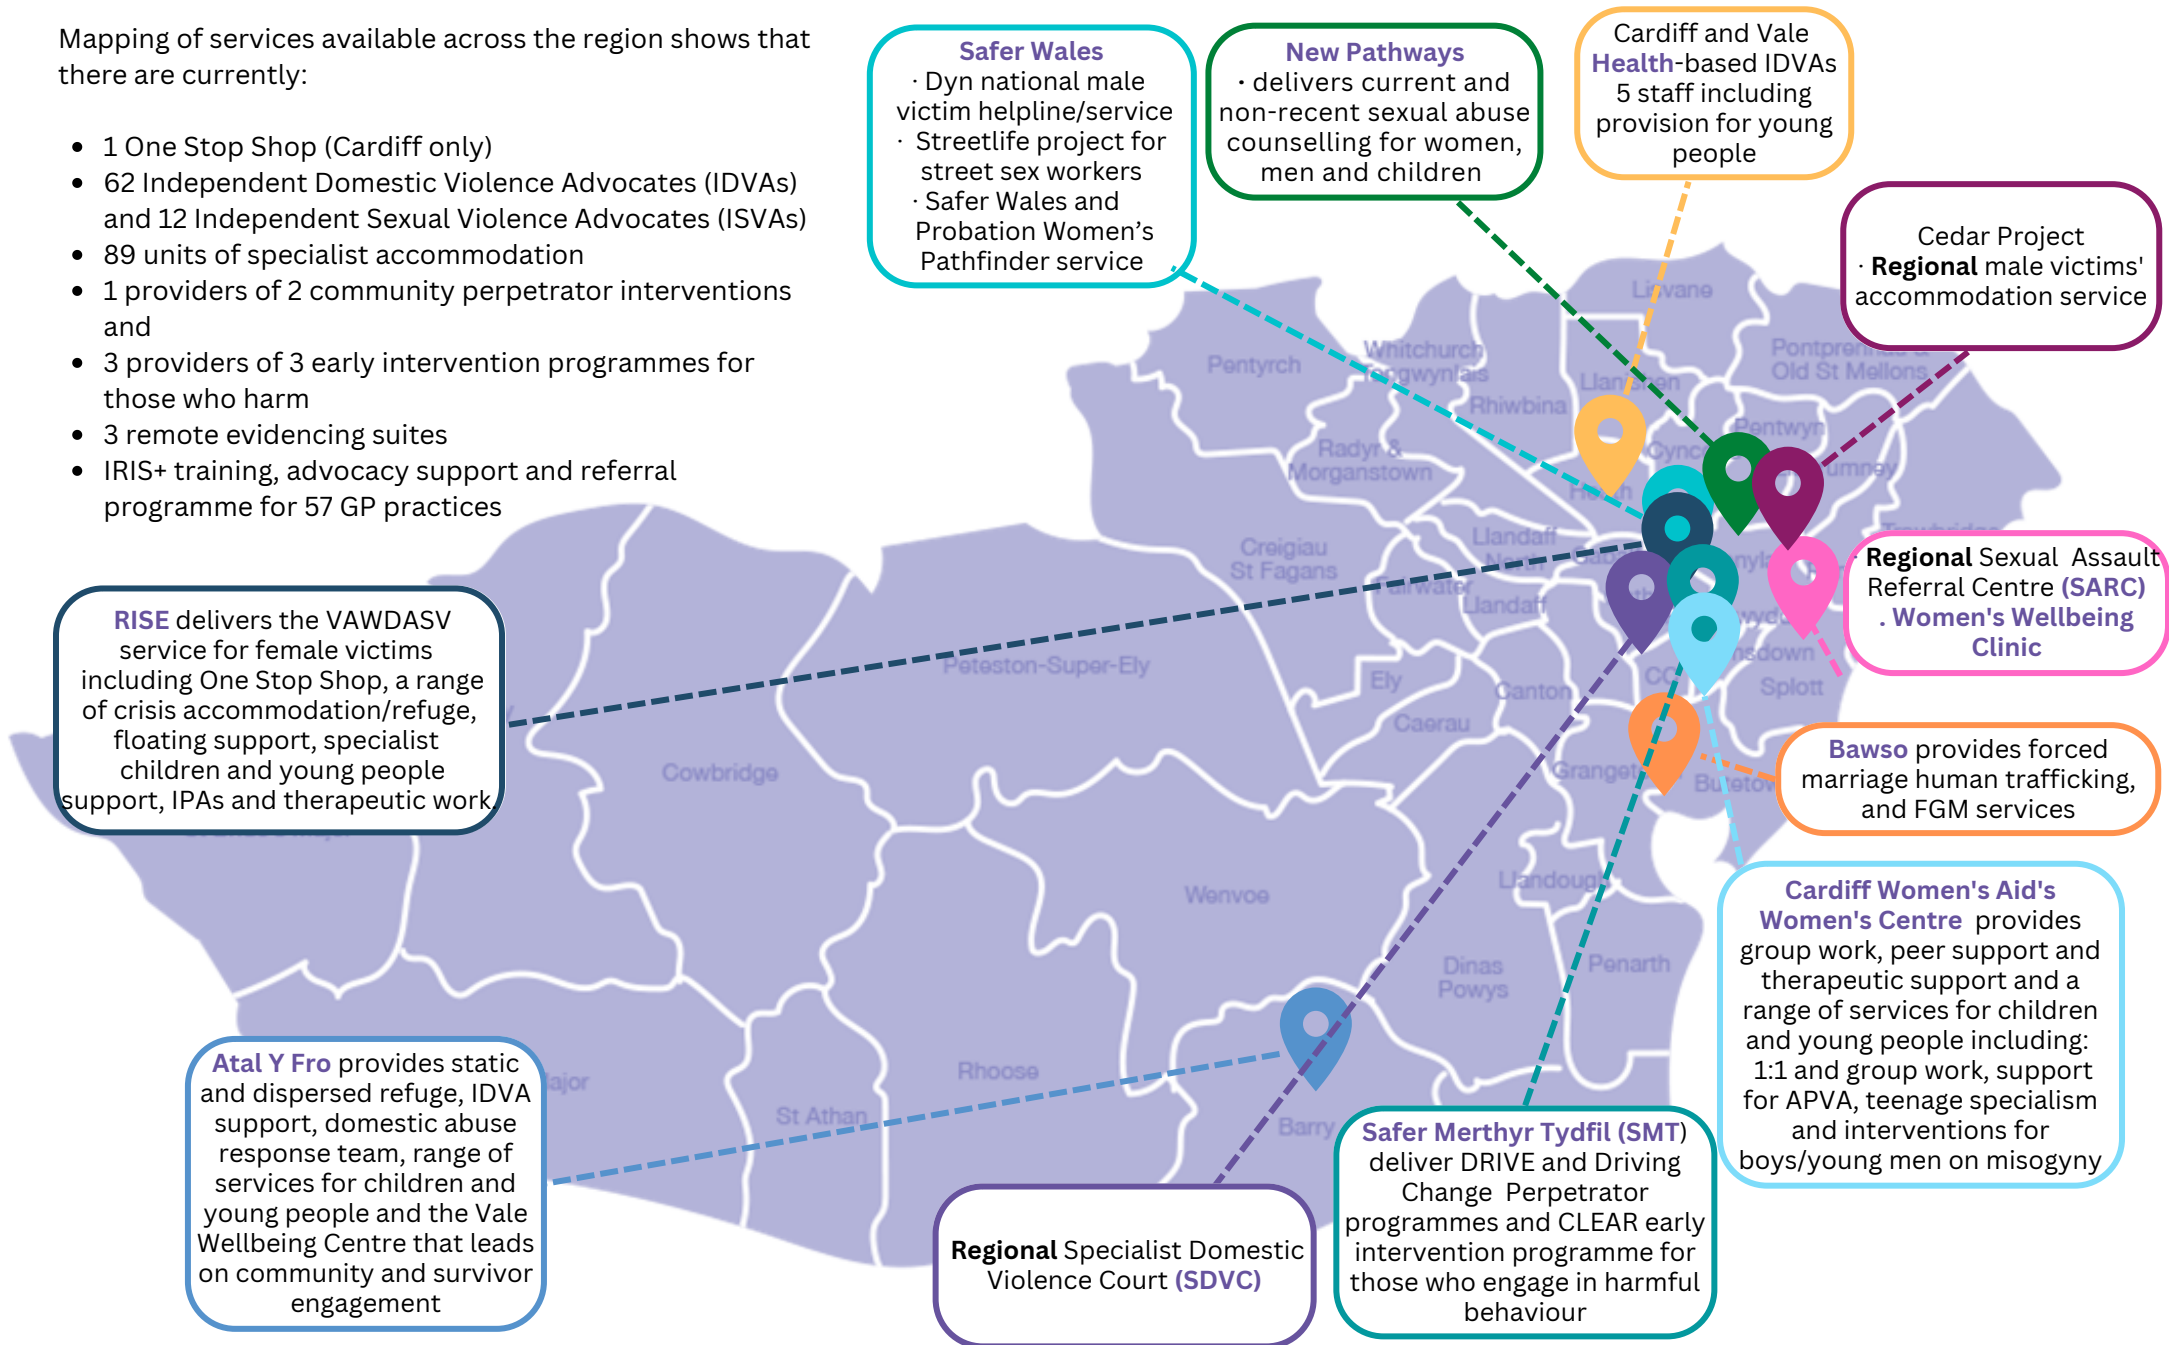 Mapping of services available across the region shows that
there are currently:
1 One Stop Shop (Cardiff only)
62 Independent Domestic Violence Advocates (IDVAs)
and 12 Independent Sexual Violence Advocates (ISVAs)
89 units of specialist accommodation
1 providers of 2 community perpetrator interventions
and
3 providers of 3 early intervention programmes for
those who harm
3 remote evidencing suites
IRIS+ training, advocacy support and referral
programme for 57 GP practices
Safer Wales
· Dyn national male
victim helpline/service
· Streetlife project for
street sex workers
· Safer Wales and
Probation Women’s
Pathfinder service
New Pathways
· delivers current and
non-recent sexual abuse
counselling for women,
men and children
Cardiff and Vale
Health-based IDVAs
5 staff including
provision for young
people
Cedar Project
· Regional male victims'
accommodation service
· Regional Sexual Assault
Referral Centre (SARC)
. Women's Wellbeing
Clinic
Bawso provides forced
marriage human trafficking,
and FGM services
Cardiff Women's Aid's
Women's Centre provides
group work, peer support and
therapeutic support and a
range of services for children
and young people including:
1:1 and group work, support
for APVA, teenage specialism
and interventions for
boys/young men on misogyny
RISE delivers the VAWDASV
service for female victims
including One Stop Shop, a range
of crisis accommodation/refuge,
floating support, specialist
children and young people
support, IPAs and therapeutic work.
Atal Y Fro provides static
and dispersed refuge, IDVA
support, domestic abuse
response team, range of
services for children and
young people and the Vale
Wellbeing Centre that leads
on community and survivor
engagement
Regional Specialist Domestic
Violence Court (SDVC)
Safer Merthyr Tydfil (SMT)
deliver DRIVE and Driving
Change Perpetrator
programmes and CLEAR early
intervention programme for
those who engage in harmful
behaviour
Lisvane
Pentyrch
Whitchurch
Tongwynlais
Rhiwbina
Llanishen
Pontprennau &
Old St Mellons
Pentwyn
Radyr &
Morganstown
Heath
Creigiau
St Fagans
Llandaff
North
Fairwater
Llandaff
Peterston-Super-Ely
Ely
Canton
Caerau
Splott
Cowbridge
Wenvoe
Llandough
Dinas
Powys
Penarth
Rhoose
St Athan
Barry